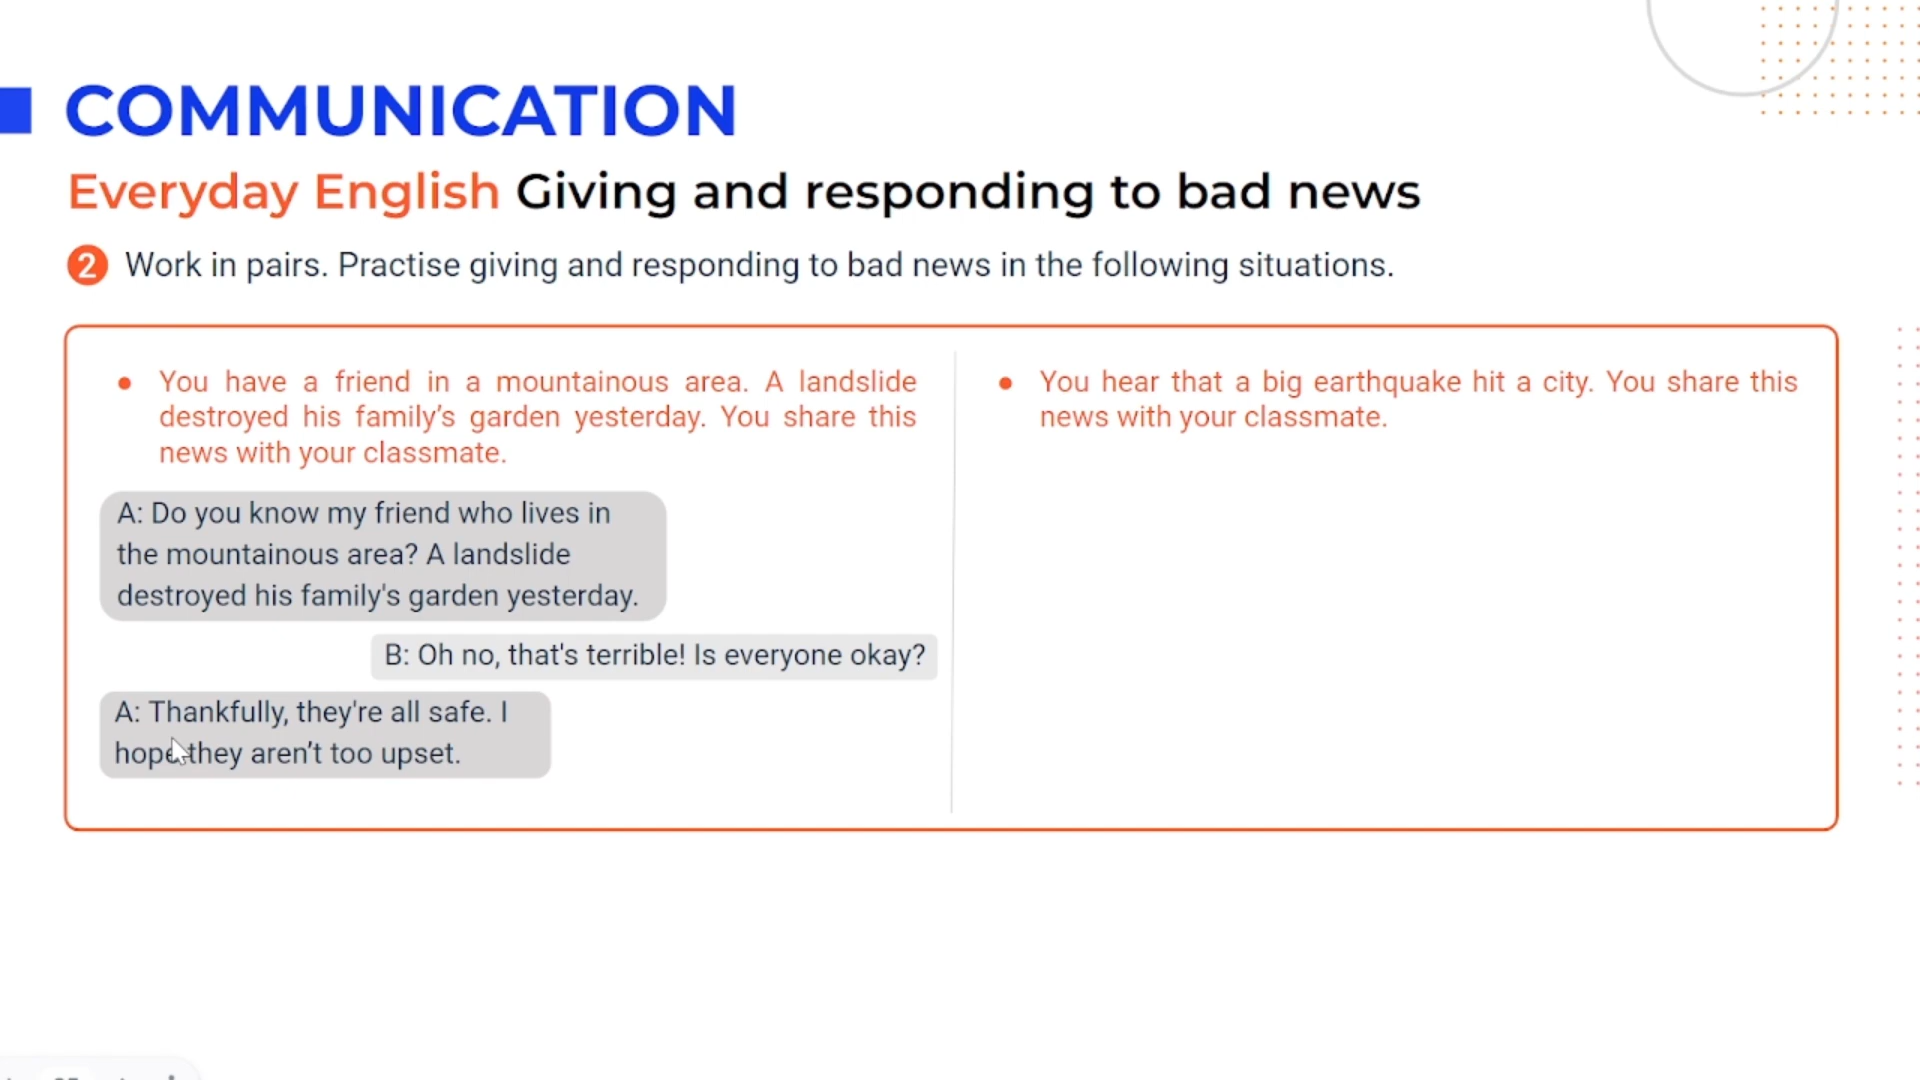 COMMUNICATION
Everyday English Giving and responding to bad news
2 Work in pairs. Practise giving and responding to bad news in the following situations.
• You have a friend in a mountainous area. A landslide
destroyed his family’s garden yesterday. You share this
news with your classmate.
A: Do you know my friend who lives in
the mountainous area? A landslide
destroyed his family's garden yesterday.
B: Oh no, that's terrible! Is everyone okay?
A: Thankfully, they're all safe. I
hope they aren’t too upset.
• You hear that a big earthquake hit a city. You share this
news with your classmate.